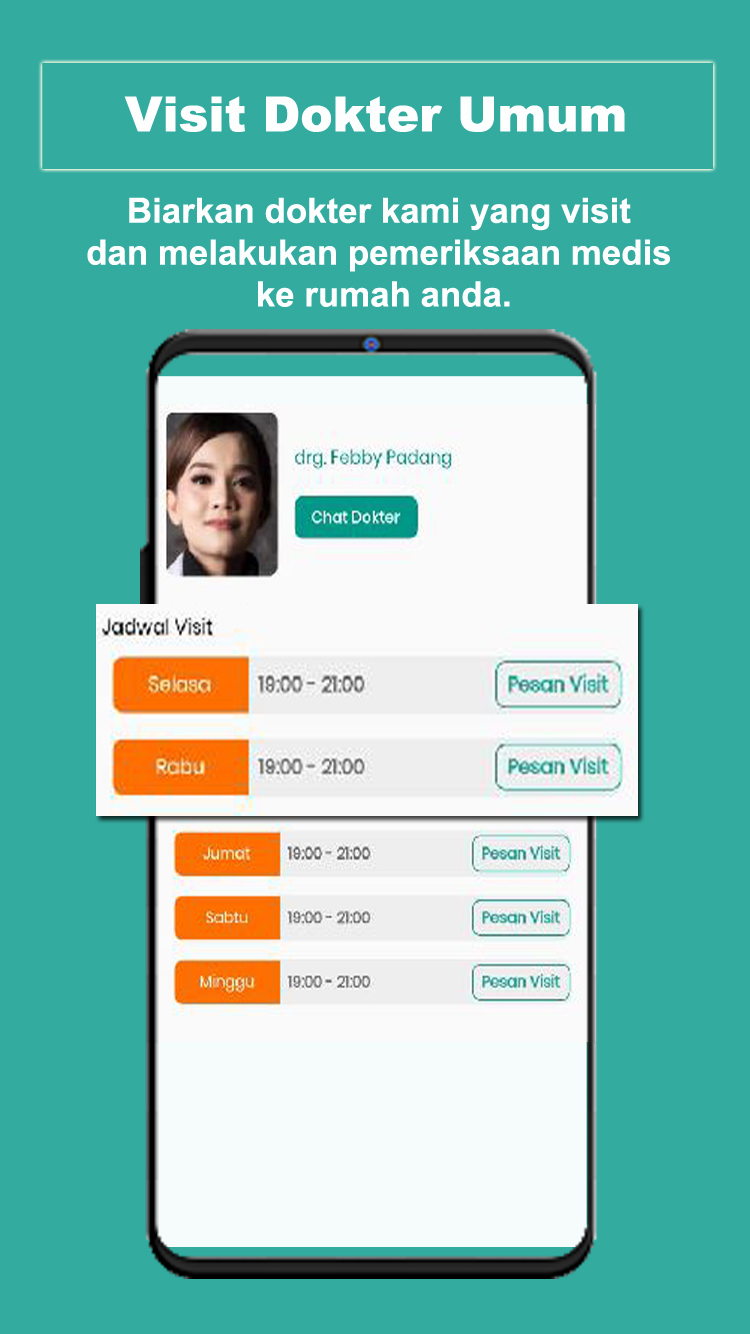 Visit Dokter Umum
Biarkan dokter kami yang visit
dan melakukan pemeriksaan medis
ke rumah anda.
drg. Febby Padang
Chat Dokter
Jadwal Visit
Selasa 19:00 - 21:00 Pesan Visit
Rabu 19:00 - 21:00 Pesan Visit
Jumat 19:00 - 21:00 Pesan Visit
Sabtu 19:00 - 21:00 Pesan Visit
Minggu 19:00 - 21:00 Pesan Visit